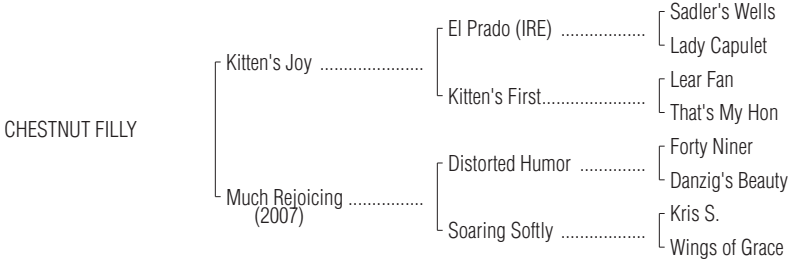 Sadler's Wells
El Prado (IRE) ..................
Lady Capulet
Kitten's Joy ......................
Lear Fan
Kitten's First......................
That's My Hon
CHESTNUT FILLY
Forty Niner
Distorted Humor ..............
Danzig's Beauty
Much Rejoicing ................
(2007)
Kris S.
Soaring Softly ..................
Wings of Grace